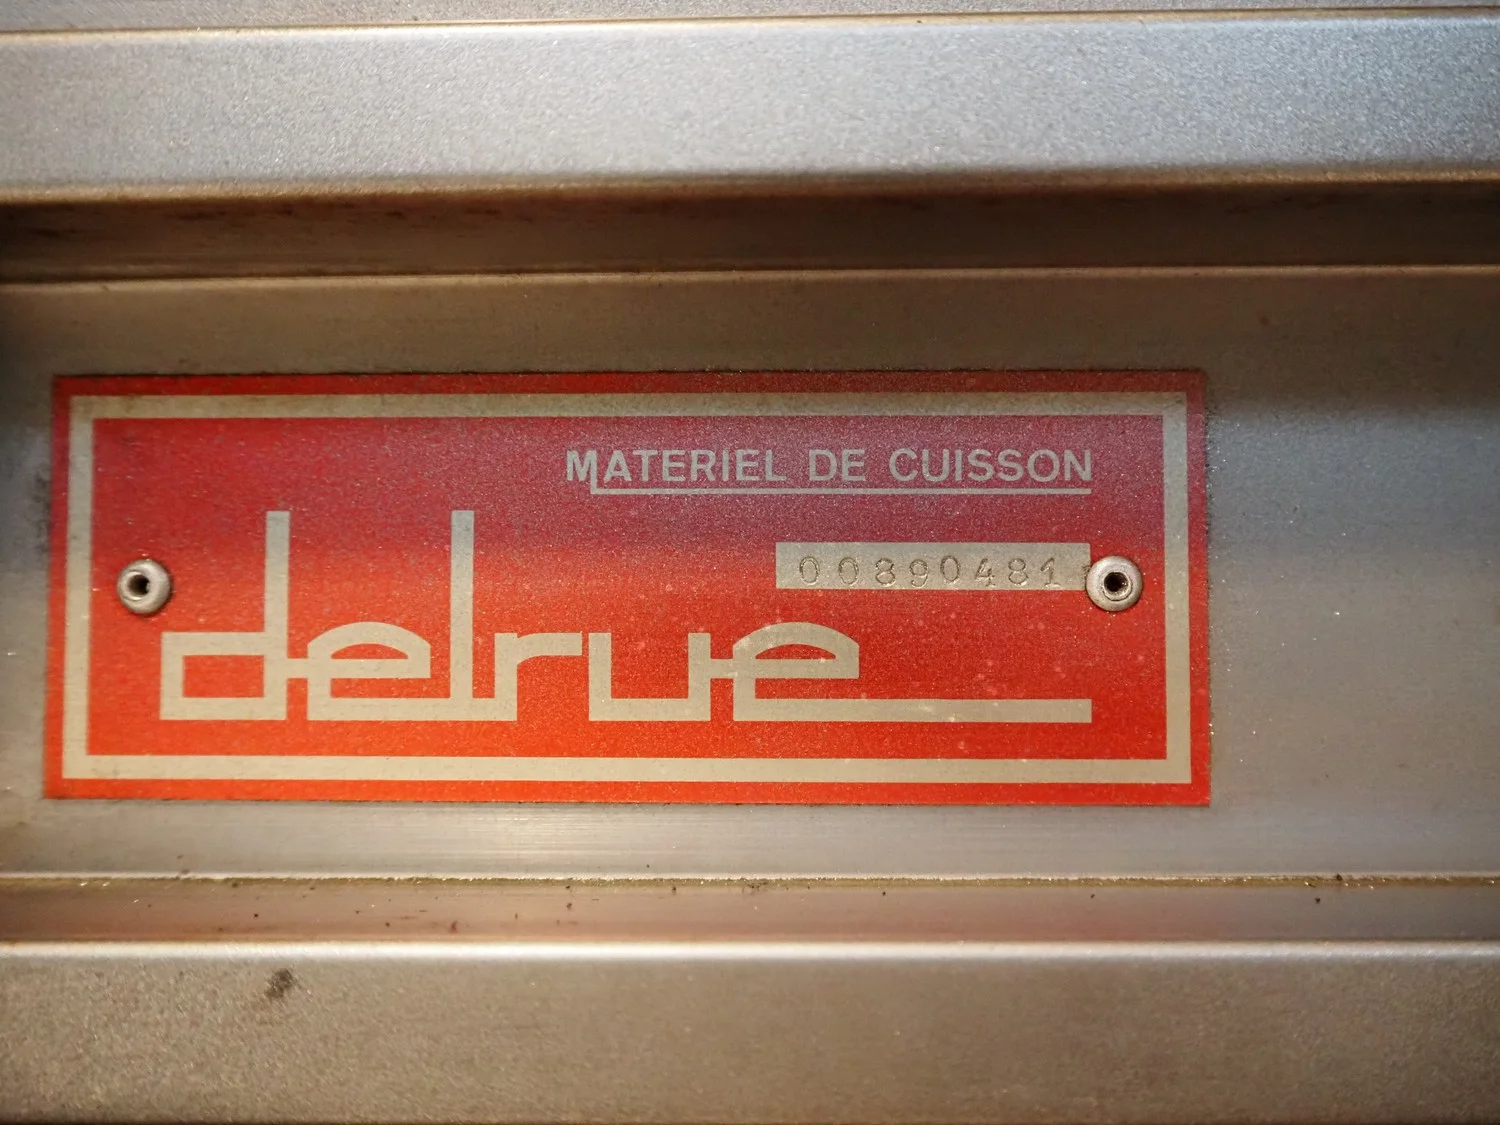 MATERIEL DE CUISSON
00890481
delrue